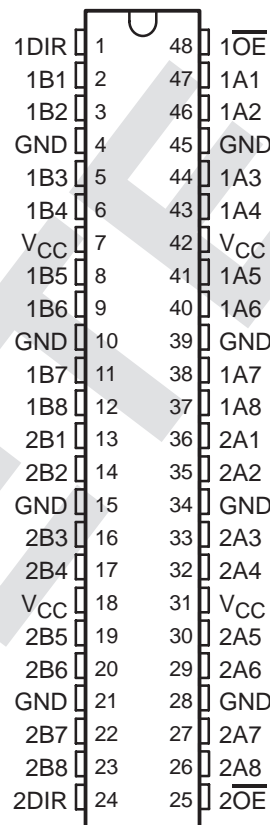 1DIR 1 48 1O̅E̅
1B1 2 47 1A1
1B2 3 46 1A2
GND 4 45 GND
1B3 5 44 1A3
1B4 6 43 1A4
VCC 7 42 VCC
1B5 8 41 1A5
1B6 9 40 1A6
GND 10 39 GND
1B7 11 38 1A7
1B8 12 37 1A8
2B1 13 36 2A1
2B2 14 35 2A2
GND 15 34 GND
2B3 16 33 2A3
2B4 17 32 2A4
VCC 18 31 VCC
2B5 19 30 2A5
2B6 20 29 2A6
GND 21 28 GND
2B7 22 27 2A7
2B8 23 26 2A8
2DIR 24 25 2O̅E̅